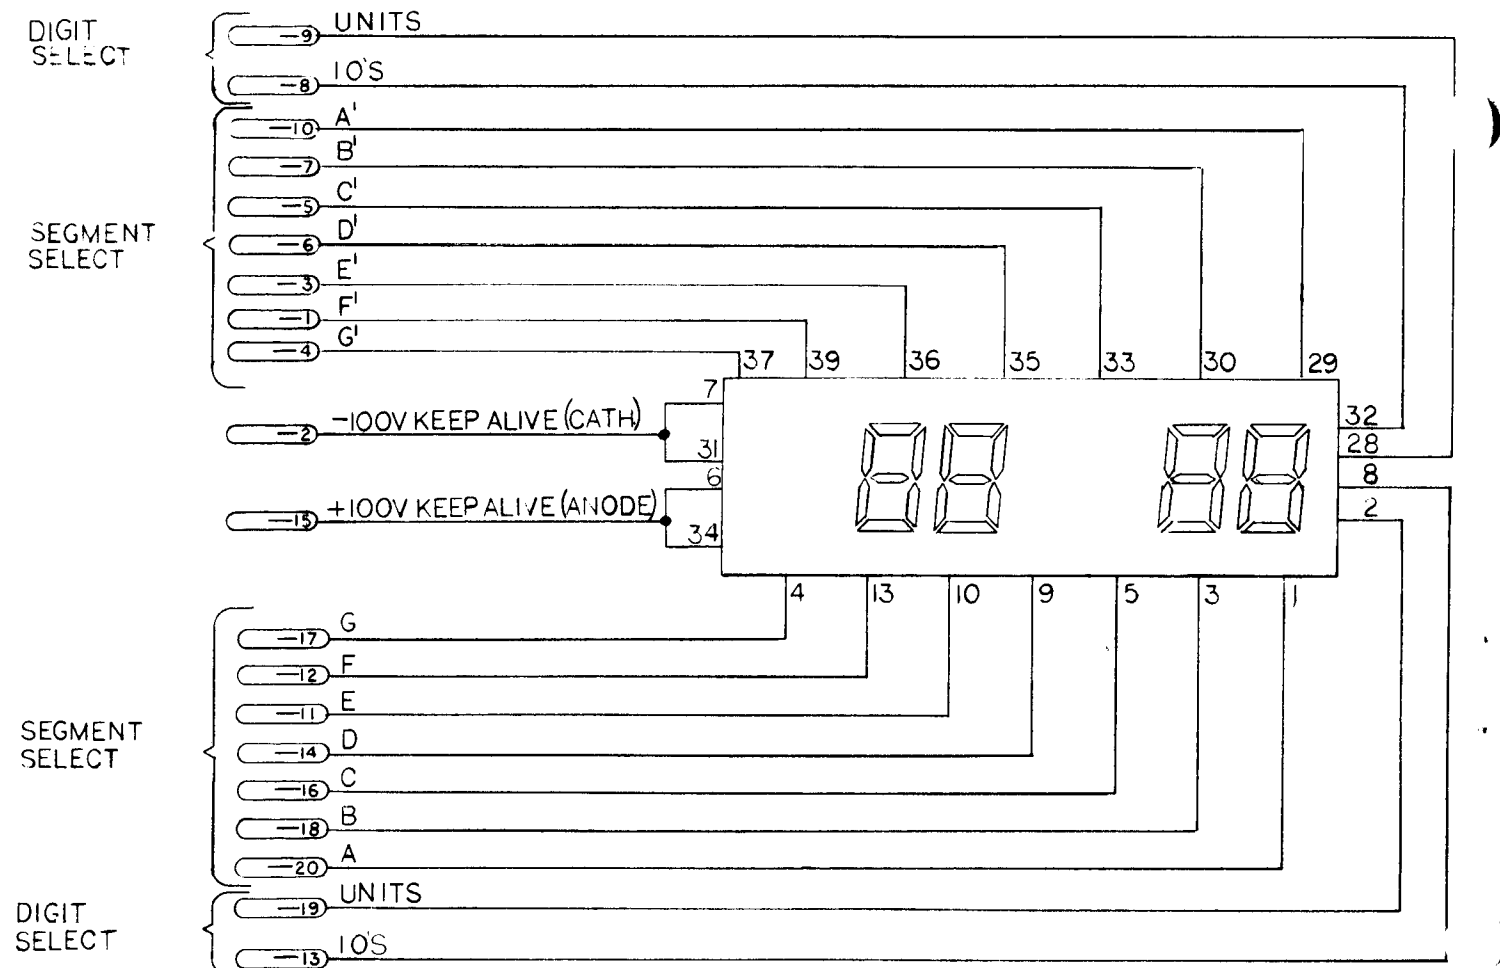 DIGIT
SELECT
—9 UNITS
—8 10'S
SEGMENT
SELECT
—10 A'
—7 B'
—5 C'
—6 D'
—3 E'
—1 F'
—4 G'
37 39 36 35 33 30 29
—2 —100V KEEP ALIVE (CATH)
7
31
—15 +100V KEEP ALIVE (ANODE)
6
34
88 88
32
28
8
2
4 13 10 9 5 3 1
SEGMENT
SELECT
—17 G
—12 F
—11 E
—14 D
—16 C
—18 B
—20 A
DIGIT
SELECT
—19 UNITS
—13 10'S